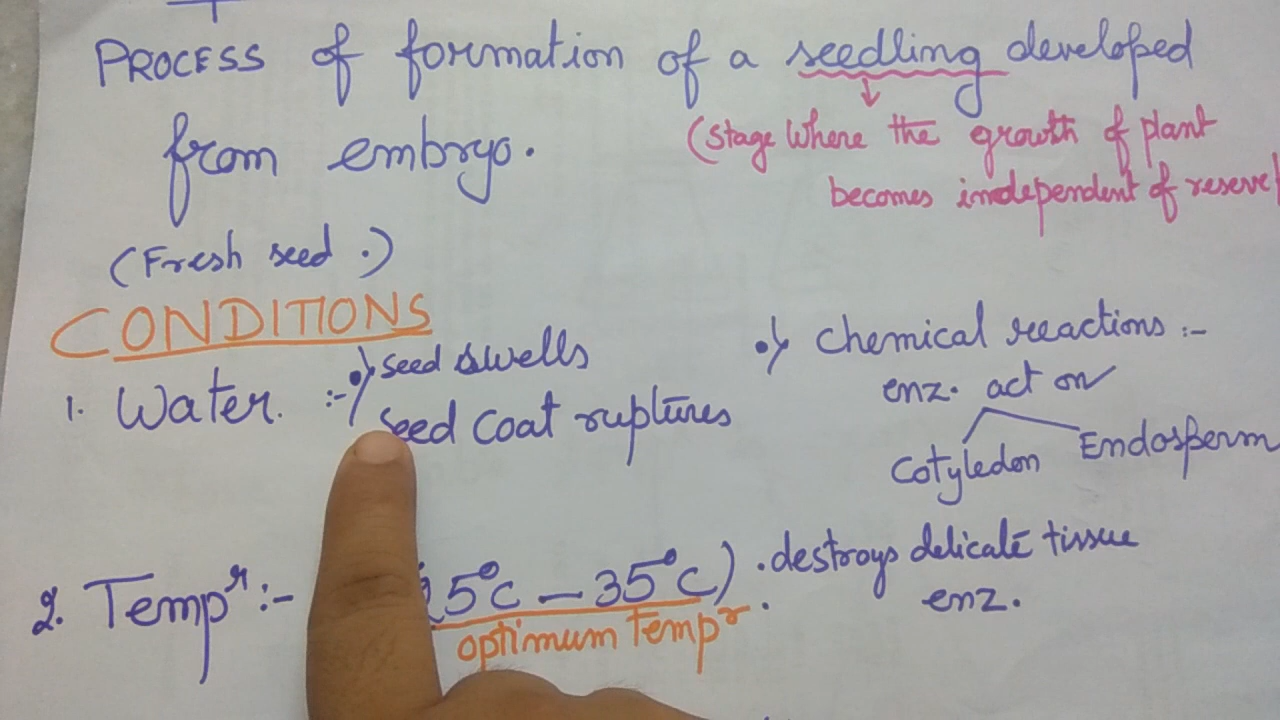 PROCESS of formation of a seedling developed
from embryo.
(stage where the growth of plant
becomes independent of reserve
(Fresh seed.)
CONDITIONS
1. Water. :- •) seed swells
seed coat ruptures
•) chemical reactions :-
enz. act on
Cotyledon Endosperm
2. Tempr :- 5°c - 35°c) . destroys delicate tissue
enz.
optimum tempr.